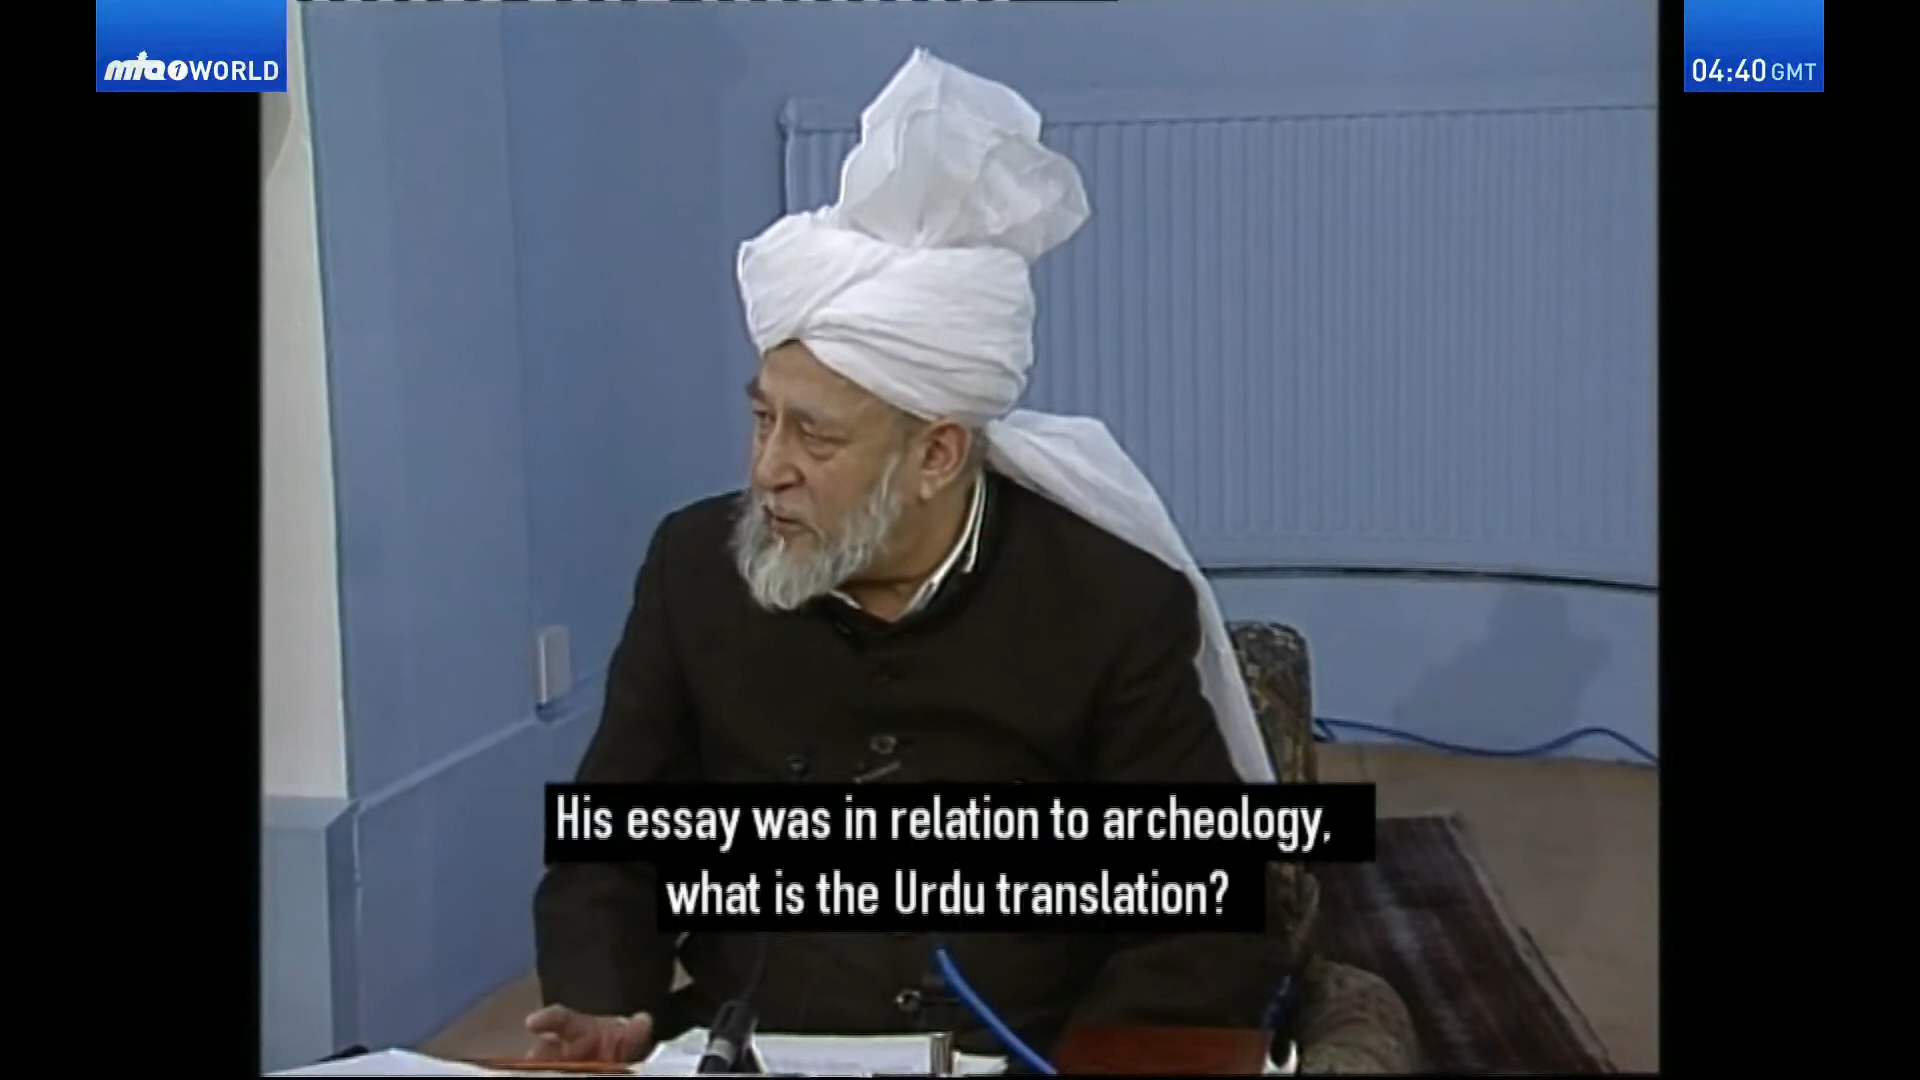 mta1WORLD
04:40 GMT
His essay was in relation to archeology,
what is the Urdu translation?